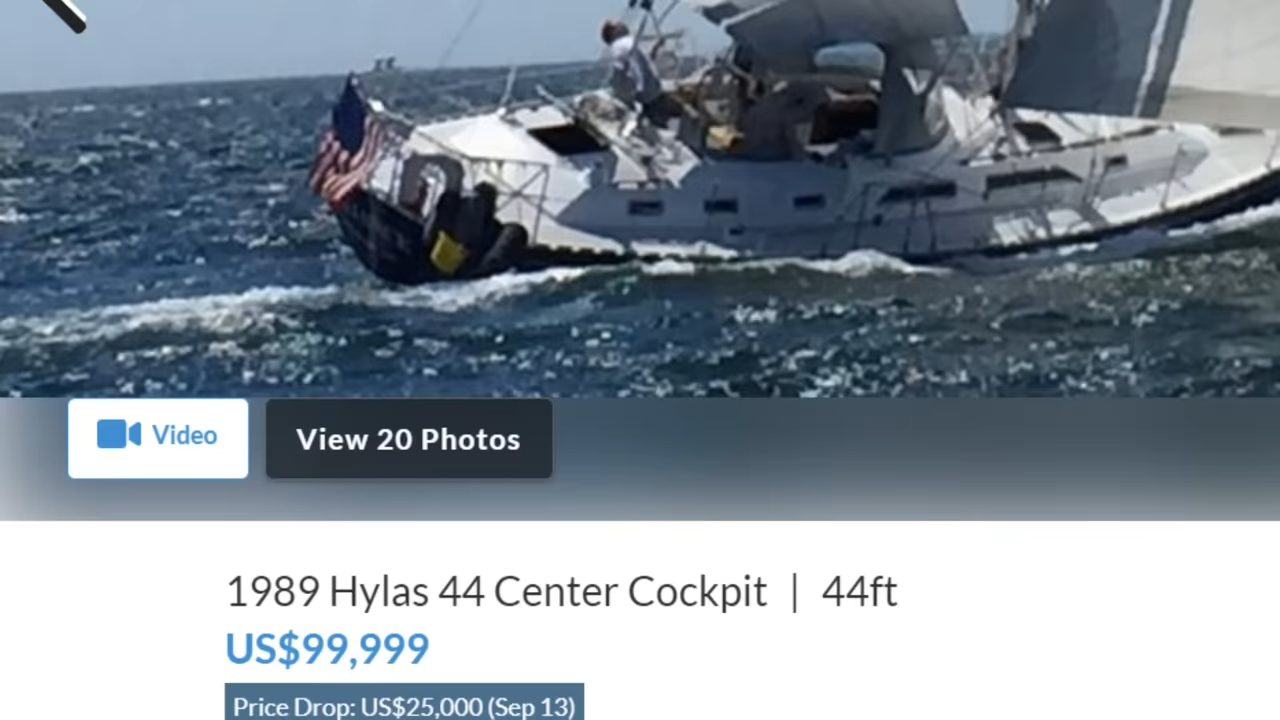 Video
View 20 Photos
1989 Hylas 44 Center Cockpit | 44ft
US$99,999
Price Drop: US$25,000 (Sep 13)